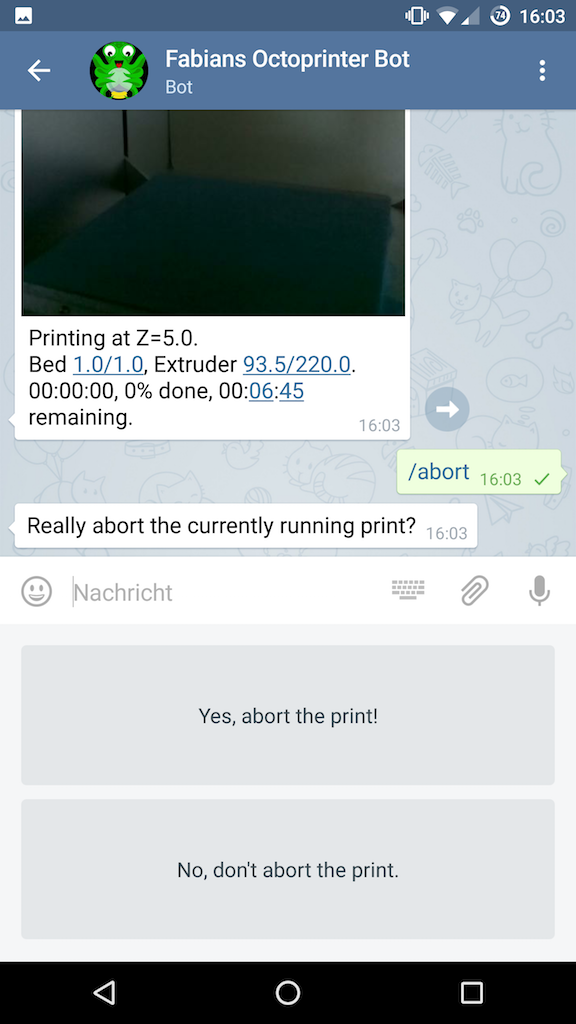 74 16:03
Fabians Octoprinter Bot
Bot
Printing at Z=5.0.
Bed 1.0/1.0, Extruder 93.5/220.0.
00:00:00, 0% done, 00:06:45
remaining.
16:03
/abort 16:03
Really abort the currently running print? 16:03
Nachricht
Yes, abort the print!
No, don't abort the print.